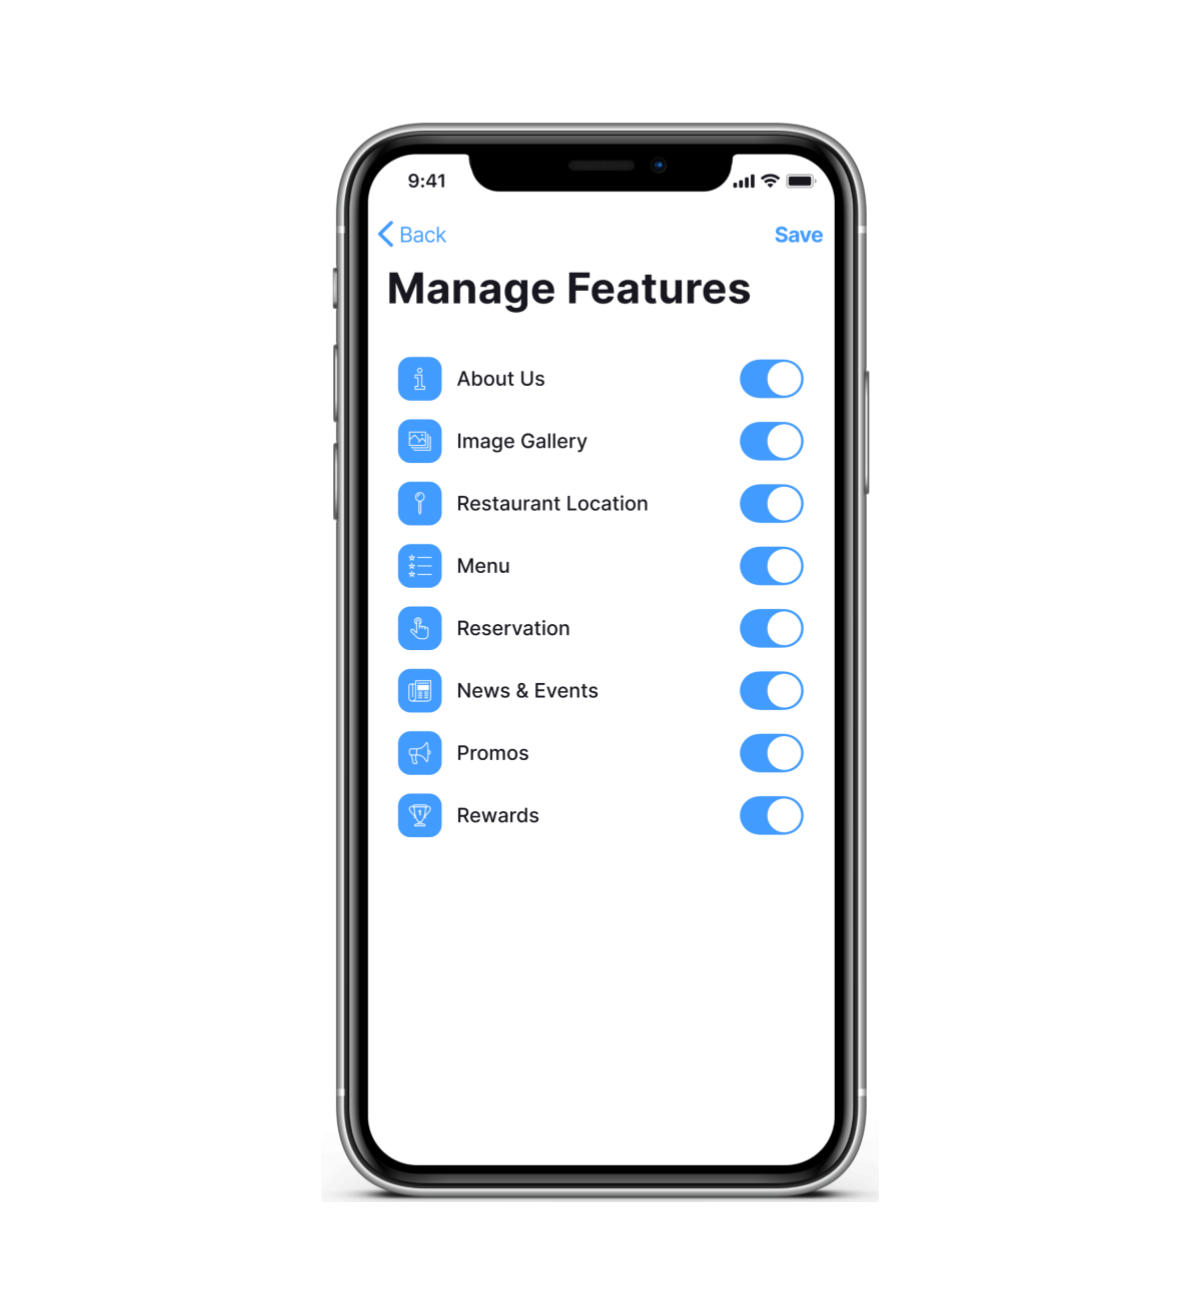 9:41
Back
Save
Manage Features
About Us
Image Gallery
Restaurant Location
Menu
Reservation
News & Events
Promos
Rewards